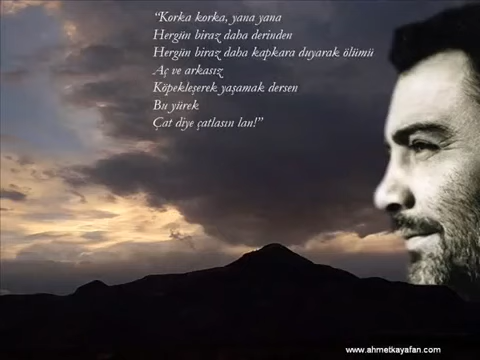 “Korka korka, yana yana
Hergün biraz daha derinden
Hergün biraz daha kapkara duyarak ölümü
Aç ve arkasız
Köpekleşerek yaşamak dersen
Bu yürek
Çat diye çatlasın lan!”
www.ahmetkayafan.com